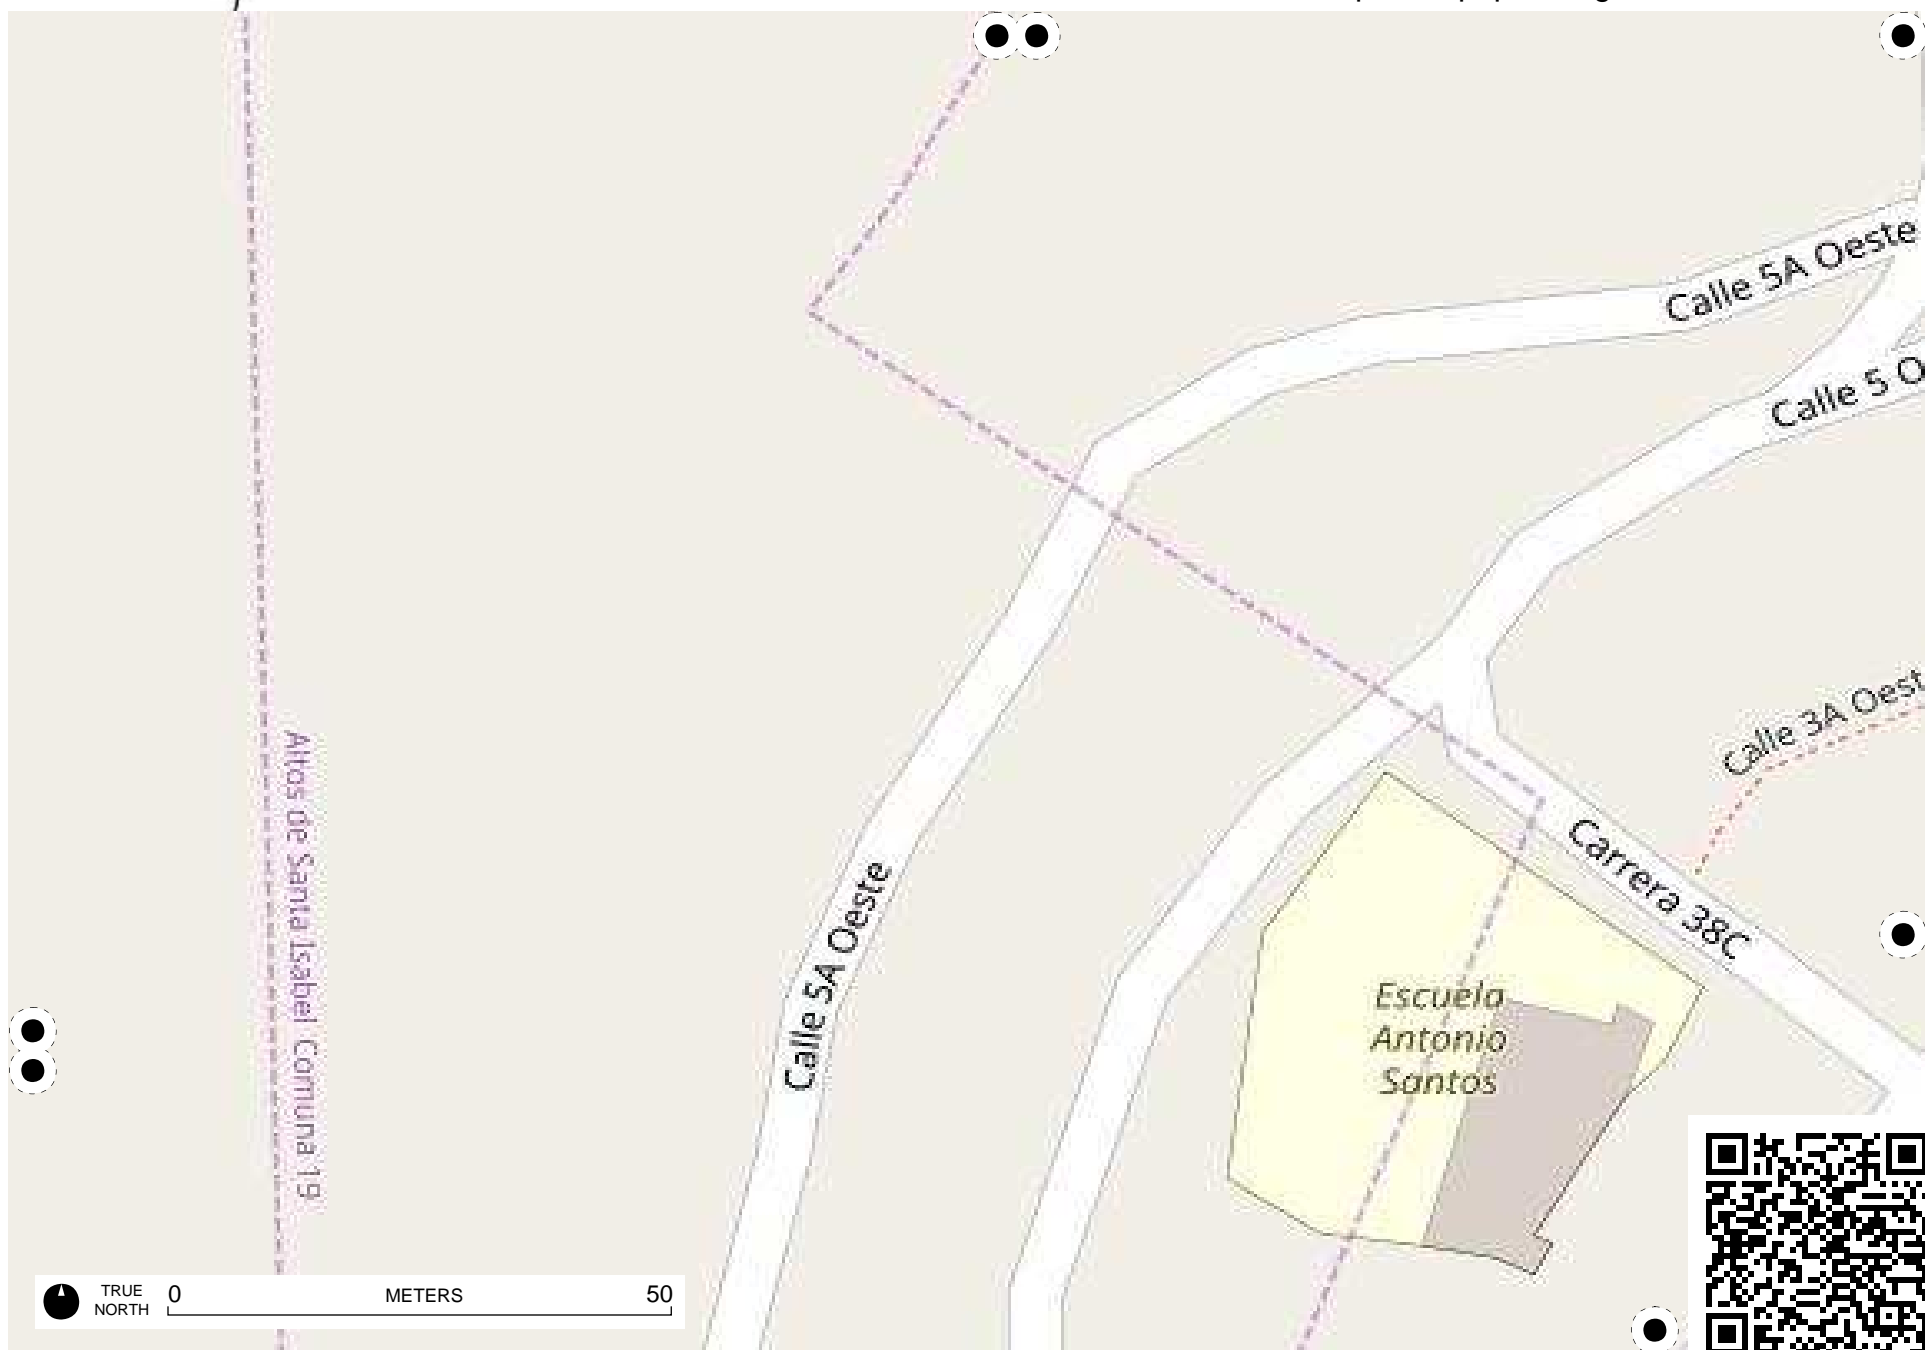 Calle 5A Oeste
Calle 5 O
Calle 3A Oest
Carrera 38C
Calle 5A Oeste
Altos de Santa Isabel Comuna 19
Escuela
Antonio
Santos
TRUE
NORTH
0 METERS 50